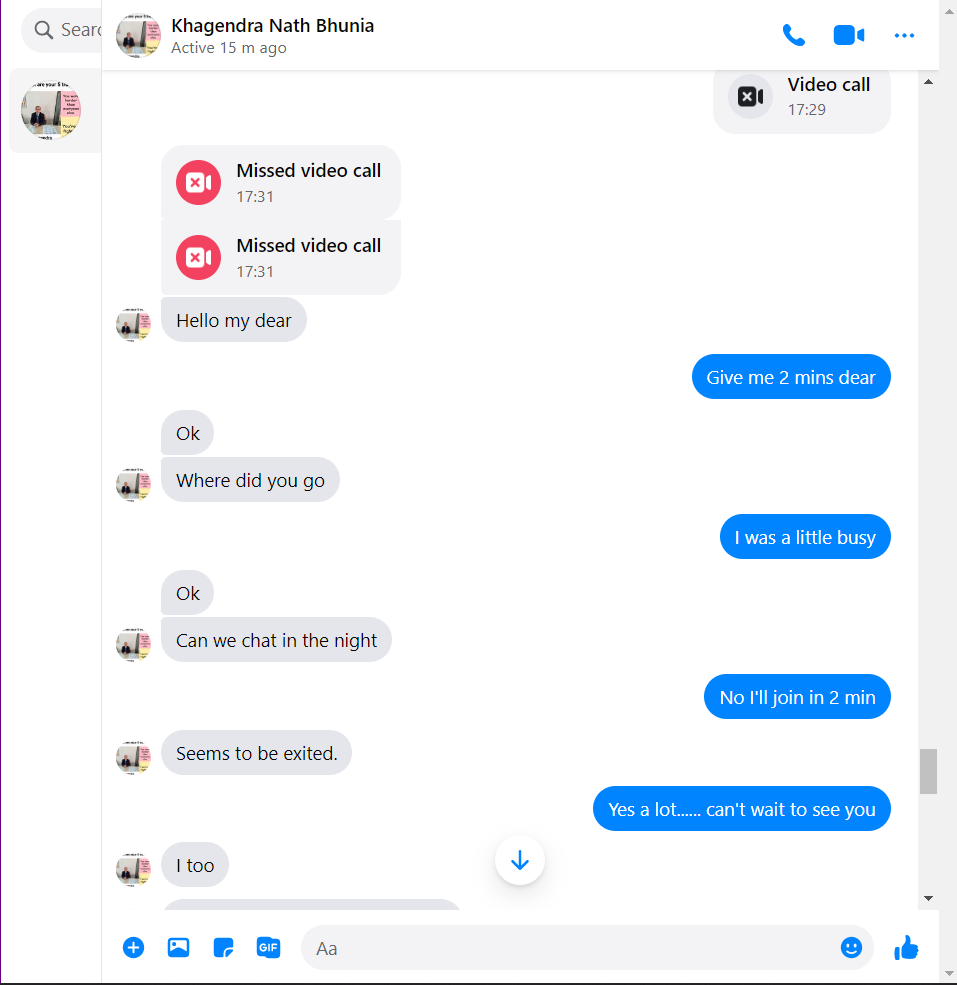 Searc
Khagendra Nath Bhunia
Active 15 m ago
Video call
17:29
Missed video call
17:31
Missed video call
17:31
Hello my dear
Give me 2 mins dear
Ok
Where did you go
I was a little busy
Ok
Can we chat in the night
No I'll join in 2 min
Seems to be exited.
Yes a lot...... can't wait to see you
I too
GIF
Aa